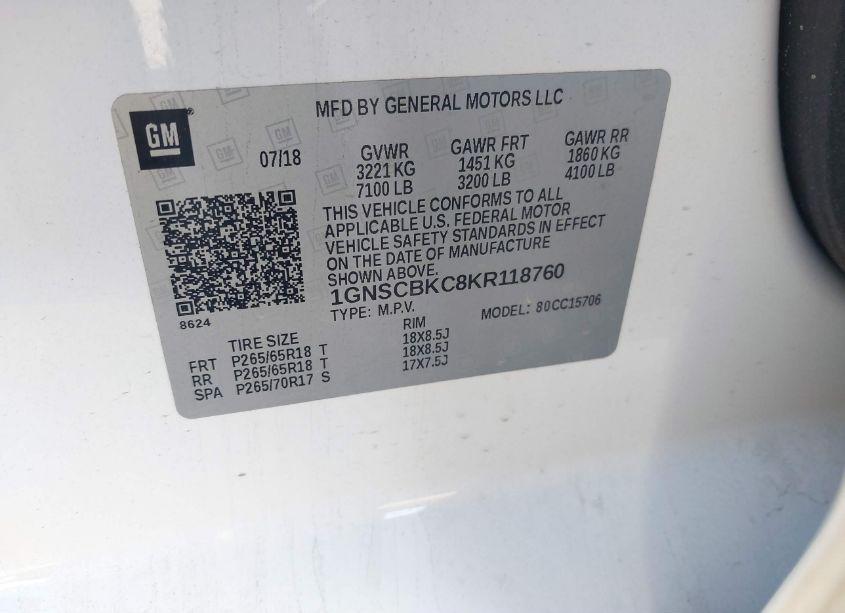 GM
MFD BY GENERAL MOTORS LLC
07/18
GVWR
3221 KG
7100 LB
GAWR FRT
1451 KG
3200 LB
GAWR RR
1860 KG
4100 LB
THIS VEHICLE CONFORMS TO ALL
APPLICABLE U.S. FEDERAL MOTOR
VEHICLE SAFETY STANDARDS IN EFFECT
ON THE DATE OF MANUFACTURE
SHOWN ABOVE.
1GNSCBKC8KR118760
TYPE: M.P.V.
MODEL: 80CC15706
8624
TIRE SIZE RIM
FRT P265/65R18 T 18X8.5J
RR P265/65R18 T 18X8.5J
SPA P265/70R17 S 17X7.5J